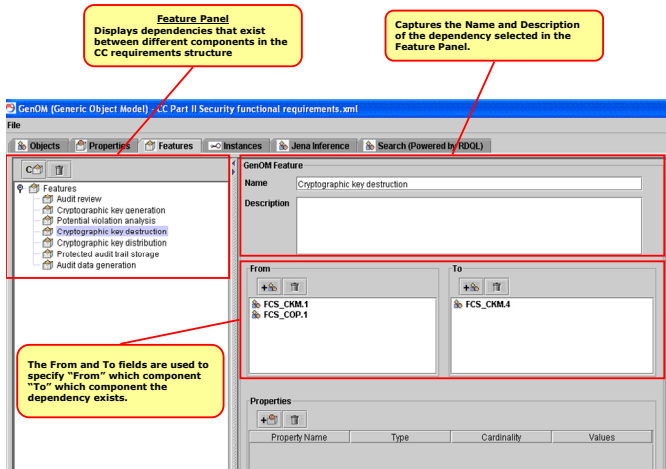 Feature Panel
Displays dependencies that exist
between different components in the
CC requirements structure
Captures the Name and Description
of the dependency selected in the
Feature Panel.
GenOM (Generic Object Model) - CC Part II Security functional requirements.xml
File
Objects
Properties
Features
Instances
Jena Inference
Search (Powered by RDQL)
C
Features
Audit review
Cryptographic key generation
Potential violation analysis
Cryptographic key destruction
Cryptographic key distribution
Protected audit trail storage
Audit data generation
GenOM Feature
Name
Cryptographic key destruction
Description
From
To
FCS_CKM.1
FCS_COP.1
FCS_CKM.4
The From and To fields are used to
specify “From” which component
“To” which component the
dependency exists.
Properties
Property Name
Type
Cardinality
Values